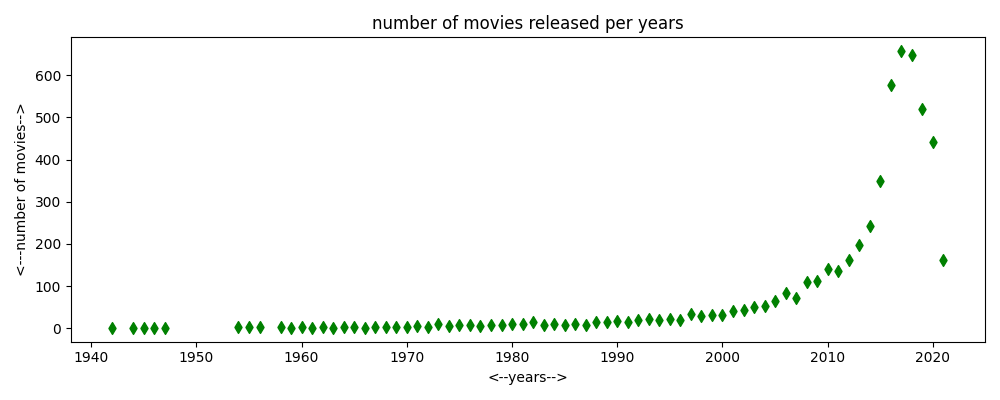 number of movies released per years
<---number of movies-->
600
500
400
300
200
100
0
1940 1950 1960 1970 1980 1990 2000 2010 2020
<--years-->